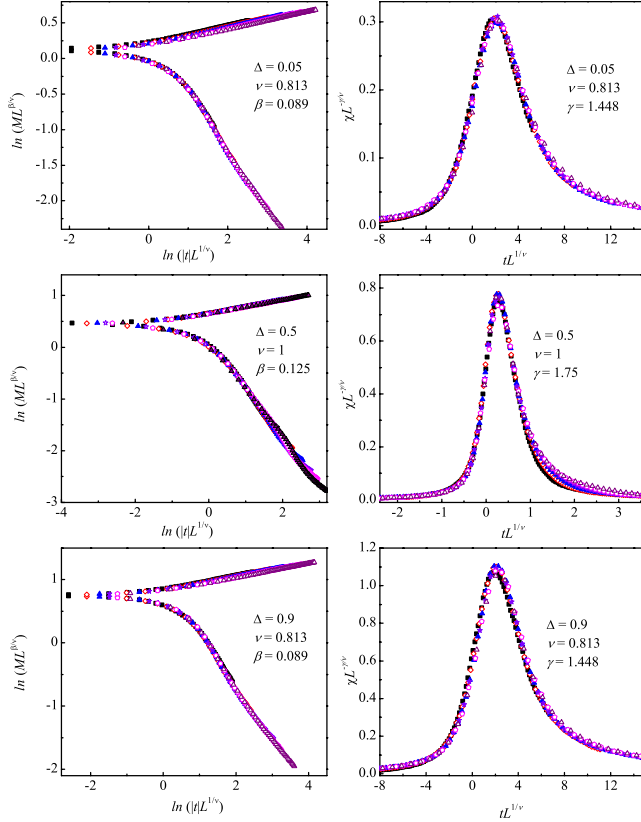 ln (ML^{β/ν})
0.5
0.0
-0.5
-1.0
-1.5
-2.0
Δ = 0.05
ν = 0.813
β = 0.089
-2 0 2 4
ln (|t|L^{1/ν})
χL^{-γ/ν}
0.3
0.2
0.1
0.0
Δ = 0.05
ν = 0.813
γ = 1.448
-8 -4 0 4 8 12
tL^{1/ν}
ln (ML^{β/ν})
1
0
-1
-2
-3
Δ = 0.5
ν = 1
β = 0.125
-4 -2 0 2
ln (|t|L^{1/ν})
χL^{-γ/ν}
0.8
0.6
0.4
0.2
0.0
Δ = 0.5
ν = 1
γ = 1.75
-2 -1 0 1 2 3
tL^{1/ν}
ln (ML^{β/ν})
1
0
-1
-2
Δ = 0.9
ν = 0.813
β = 0.089
-2 0 2 4
ln (|t|L^{1/ν})
χL^{-γ/ν}
1.2
1.0
0.8
0.6
0.4
0.2
0.0
Δ = 0.9
ν = 0.813
γ = 1.448
-8 -4 0 4 8 12
tL^{1/ν}